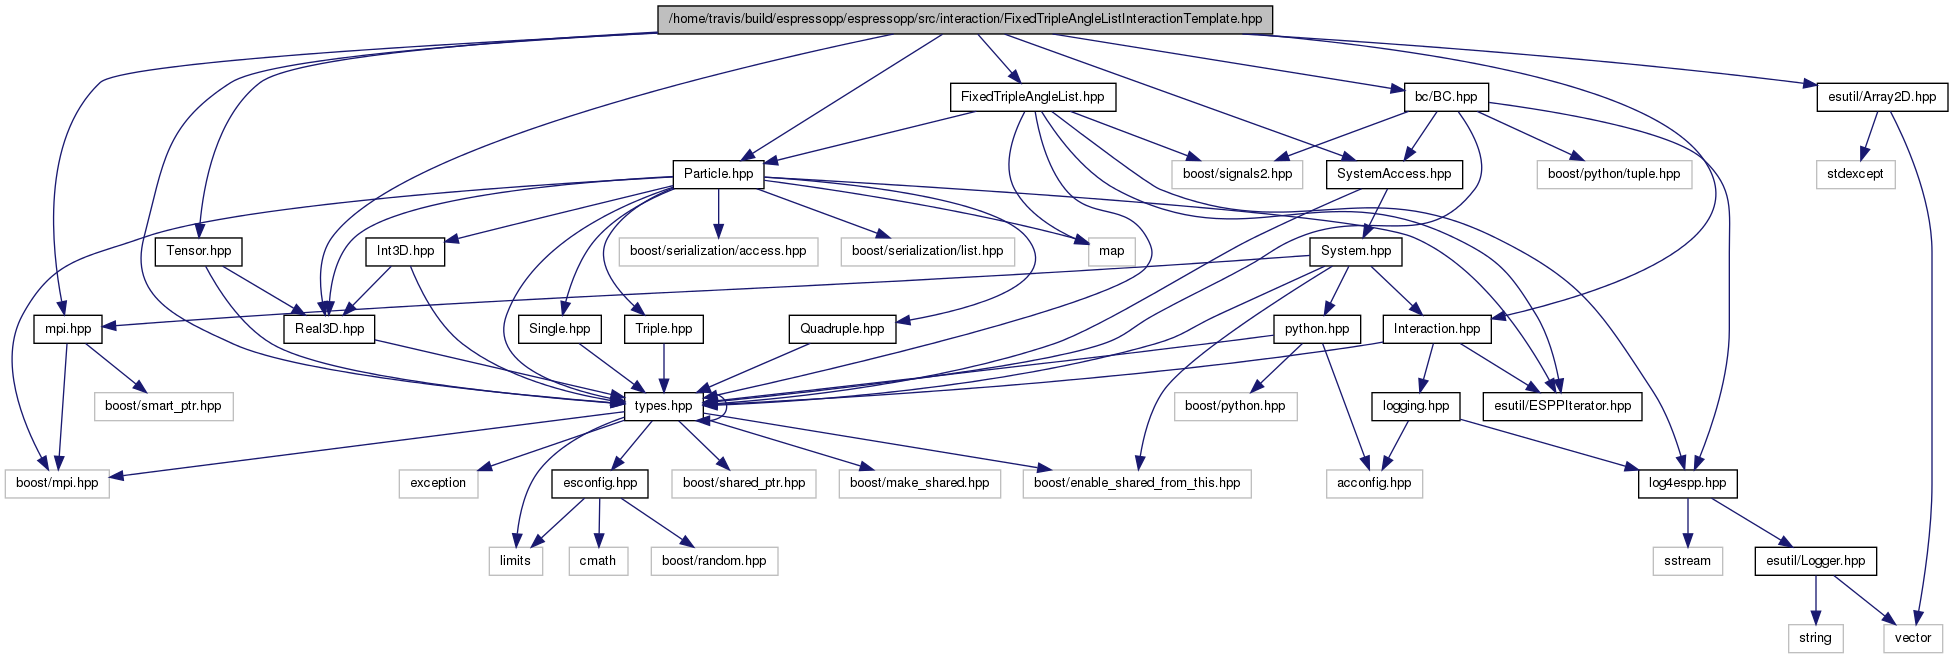 /home/travis/build/espressopp/espressopp/src/interaction/FixedTripleAngleListInteractionTemplate.hpp
FixedTripleAngleList.hpp
bc/BC.hpp
esutil/Array2D.hpp
Particle.hpp
boost/signals2.hpp
SystemAccess.hpp
boost/python/tuple.hpp
stdexcept
Tensor.hpp
Int3D.hpp
boost/serialization/access.hpp
boost/serialization/list.hpp
map
System.hpp
mpi.hpp
Real3D.hpp
Single.hpp
Triple.hpp
Quadruple.hpp
python.hpp
Interaction.hpp
boost/smart_ptr.hpp
types.hpp
boost/python.hpp
logging.hpp
esutil/ESPPIterator.hpp
boost/mpi.hpp
exception
esconfig.hpp
boost/shared_ptr.hpp
boost/make_shared.hpp
boost/enable_shared_from_this.hpp
acconfig.hpp
log4espp.hpp
limits
cmath
boost/random.hpp
sstream
esutil/Logger.hpp
string
vector